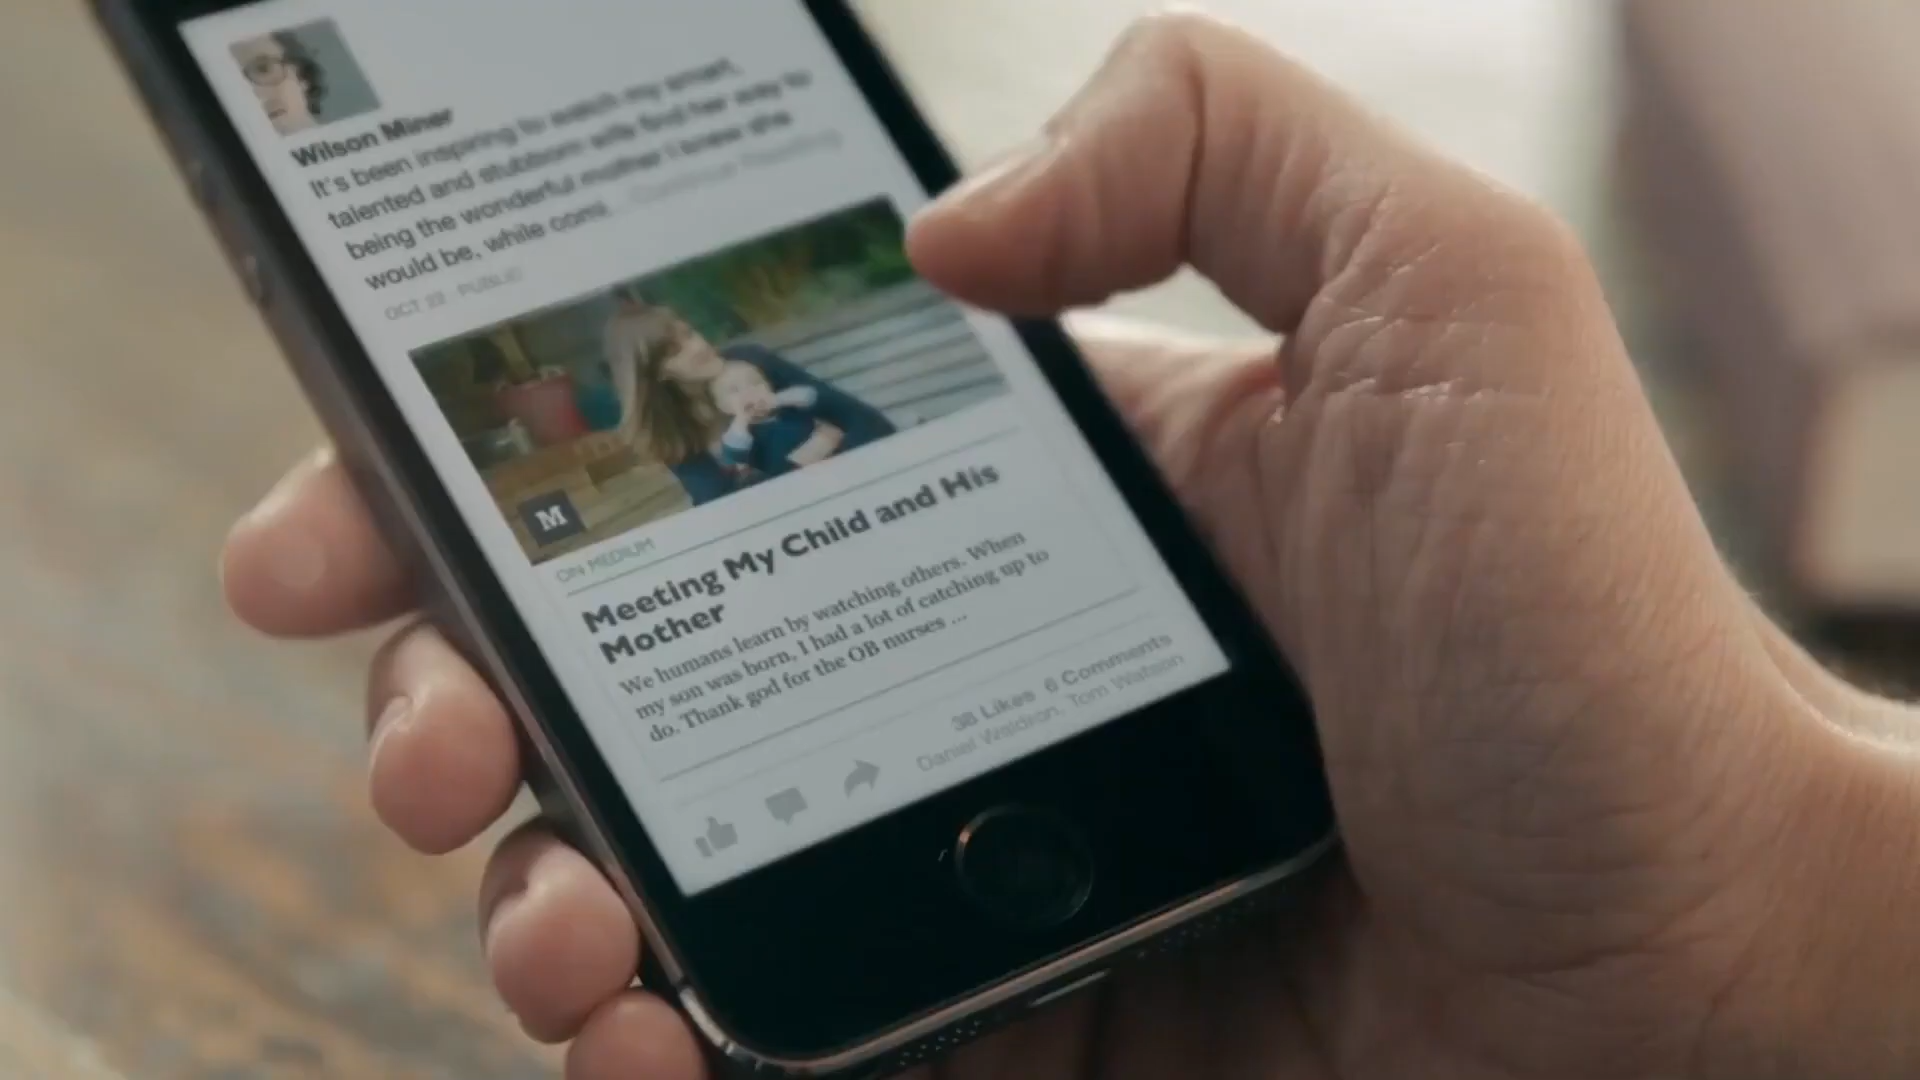 Wilson Miner
It's been inspiring to watch my smart,
talented and stubborn wife find her way to
being the wonderful mother I knew she
would be, while comi... Continue Reading
OCT 22 · PUBLIC
M
ON MEDIUM
Meeting My Child and His
Mother
We humans learn by watching others. When
my son was born, I had a lot of catching up to
do. Thank god for the OB nurses ...
38 Likes 6 Comments
Daniel Waldron, Tom Watson